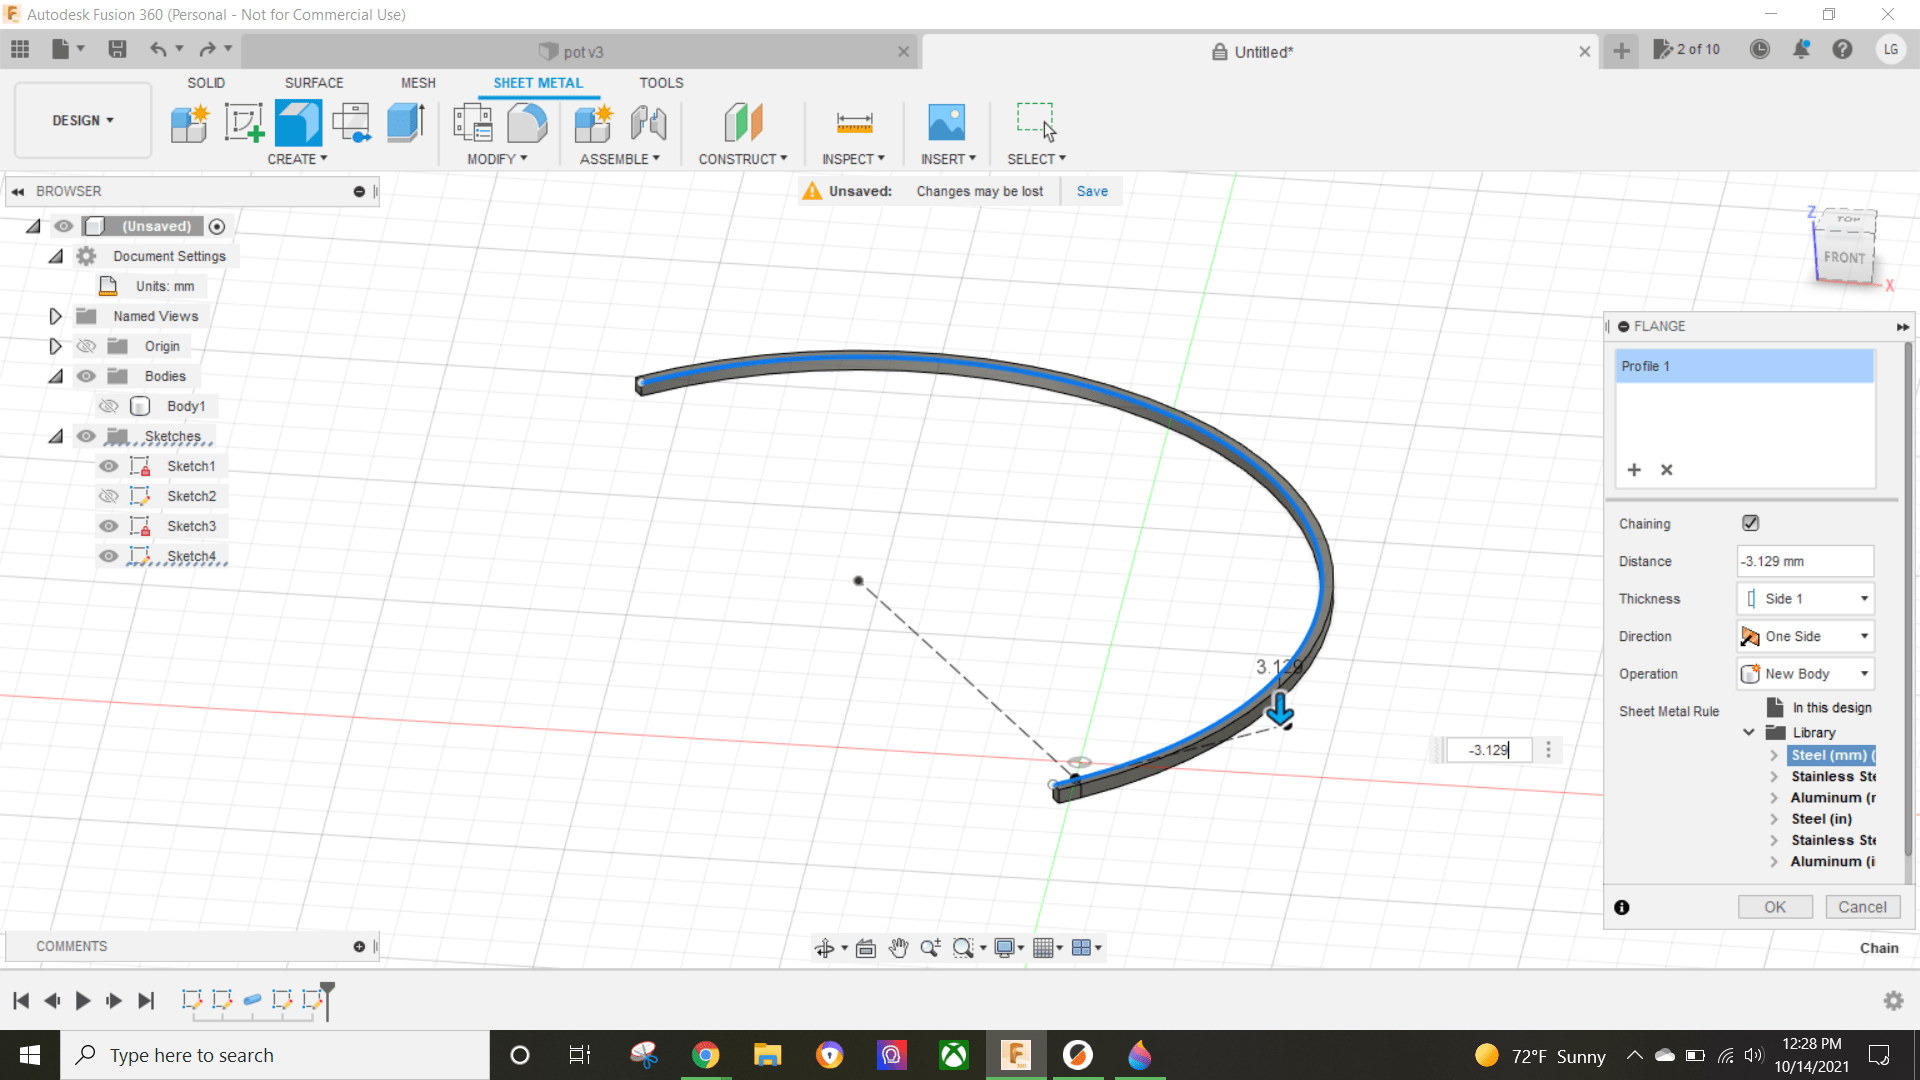 Autodesk Fusion 360 (Personal - Not for Commercial Use)
pot v3
Untitled*
2 of 10
LG
SOLID SURFACE MESH SHEET METAL TOOLS
DESIGN
CREATE MODIFY ASSEMBLE CONSTRUCT INSPECT INSERT SELECT
BROWSER
Unsaved: Changes may be lost Save
(Unsaved)
Document Settings
Units: mm
Named Views
Origin
Bodies
Body1
Sketches
Sketch1
Sketch2
Sketch3
Sketch4
Z
TOP
FRONT
X
FLANGE
Profile 1
Chaining
Distance -3.129 mm
Thickness Side 1
Direction One Side
Operation New Body
Sheet Metal Rule In this design
Library
Steel (mm) (
Stainless Ste
Aluminum (r
Steel (in)
Stainless Ste
Aluminum (i
OK Cancel
3.129
-3.129
COMMENTS
Chain
Type here to search
72°F Sunny
12:28 PM
10/14/2021